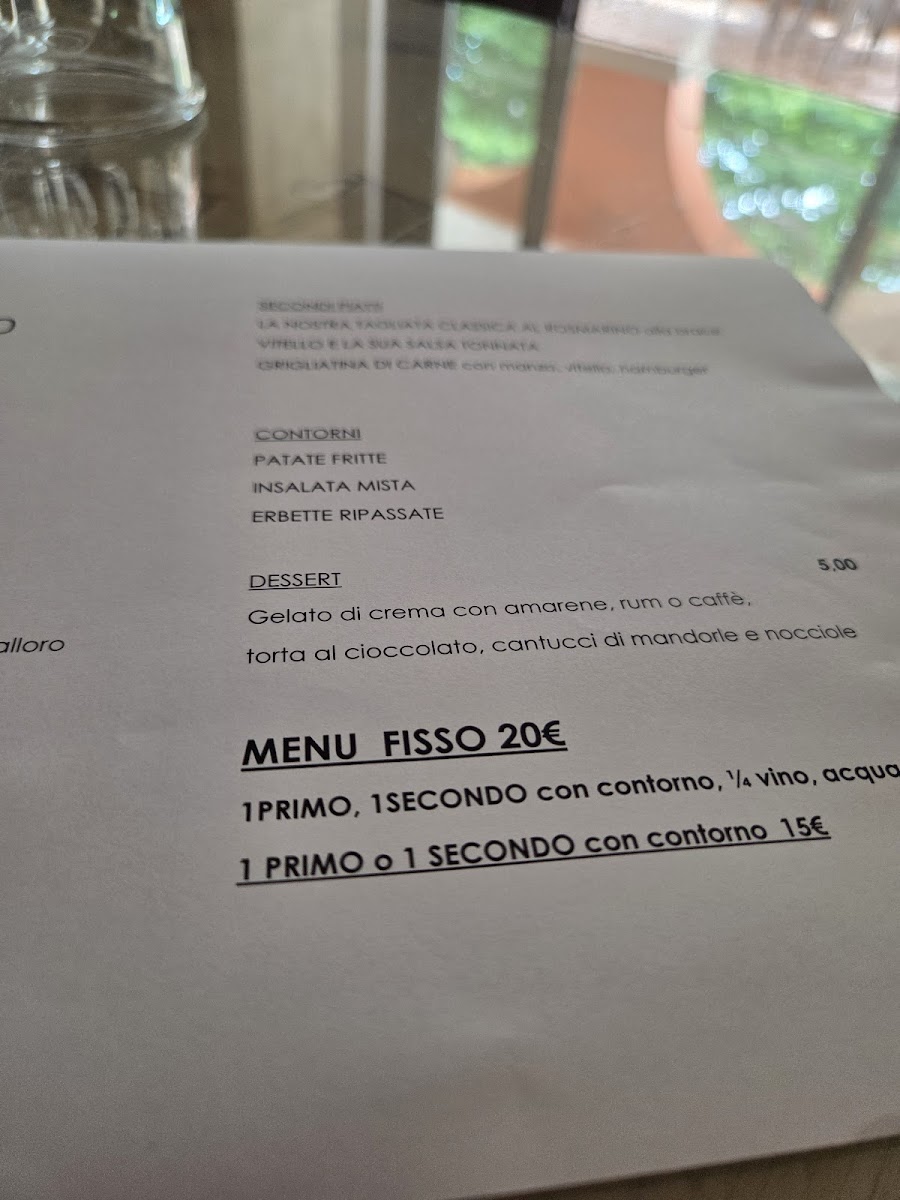 SECONDI PIATTI
LA NOSTRA TAGLIATA CLASSICA AL ROSMARINO
VITELLO E LA SUA SALSA TONNATA
GRIGLIATINA DI CARNE con manzo, vitello, hamburger
CONTORNI
PATATE FRITTE
INSALATA MISTA
ERBETTE RIPASSATE
DESSERT 5,00
Gelato di crema con amarene, rum o caffè,
alloro
torta al cioccolato, cantucci di mandorle e nocciole
MENU FISSO 20€
1PRIMO, 1SECONDO con contorno, ¼ vino, acqua
1 PRIMO o 1 SECONDO con contorno 15€